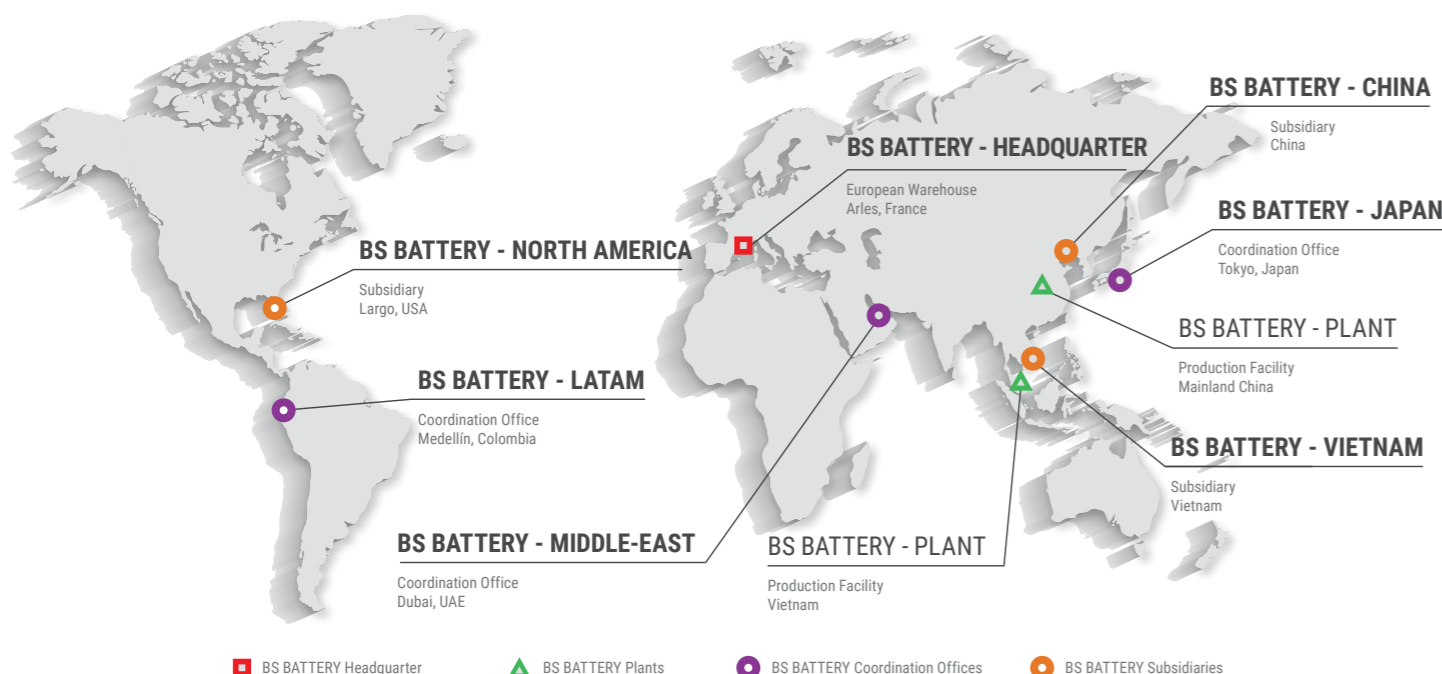 BS BATTERY - CHINA
Subsidiary
China
BS BATTERY - HEADQUARTER
European Warehouse
Arles, France
BS BATTERY - JAPAN
Coordination Office
Tokyo, Japan
BS BATTERY - NORTH AMERICA
Subsidiary
Largo, USA
BS BATTERY - PLANT
Production Facility
Mainland China
BS BATTERY - LATAM
Coordination Office
Medellín, Colombia
BS BATTERY - VIETNAM
Subsidiary
Vietnam
BS BATTERY - MIDDLE-EAST
Coordination Office
Dubai, UAE
BS BATTERY - PLANT
Production Facility
Vietnam
BS BATTERY Headquarter
BS BATTERY Plants
BS BATTERY Coordination Offices
BS BATTERY Subsidiaries